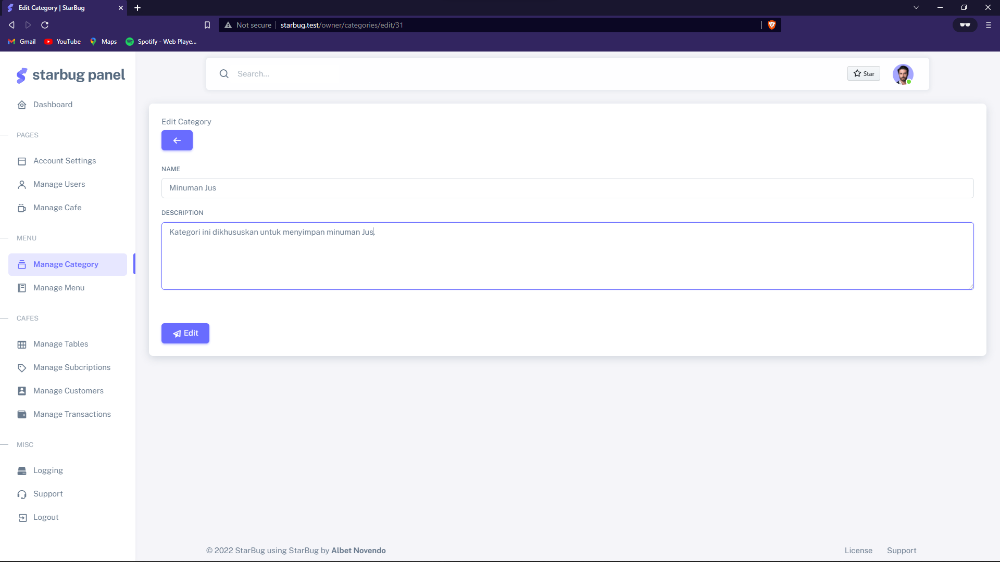 Edit Category | StarBug
Not secure
starbug.test/owner/categories/edit/31
Gmail
YouTube
Maps
Spotify - Web Playe...
starbug panel
Dashboard
PAGES
Account Settings
Manage Users
Manage Cafe
MENU
Manage Category
Manage Menu
CAFES
Manage Tables
Manage Subcriptions
Manage Customers
Manage Transactions
MISC
Logging
Support
Logout
Search...
Star
Edit Category
NAME
Minuman Jus
DESCRIPTION
Kategori ini dikhususkan untuk menyimpan minuman Jus.
Edit
© 2022 StarBug using StarBug by Albet Novendo
License
Support